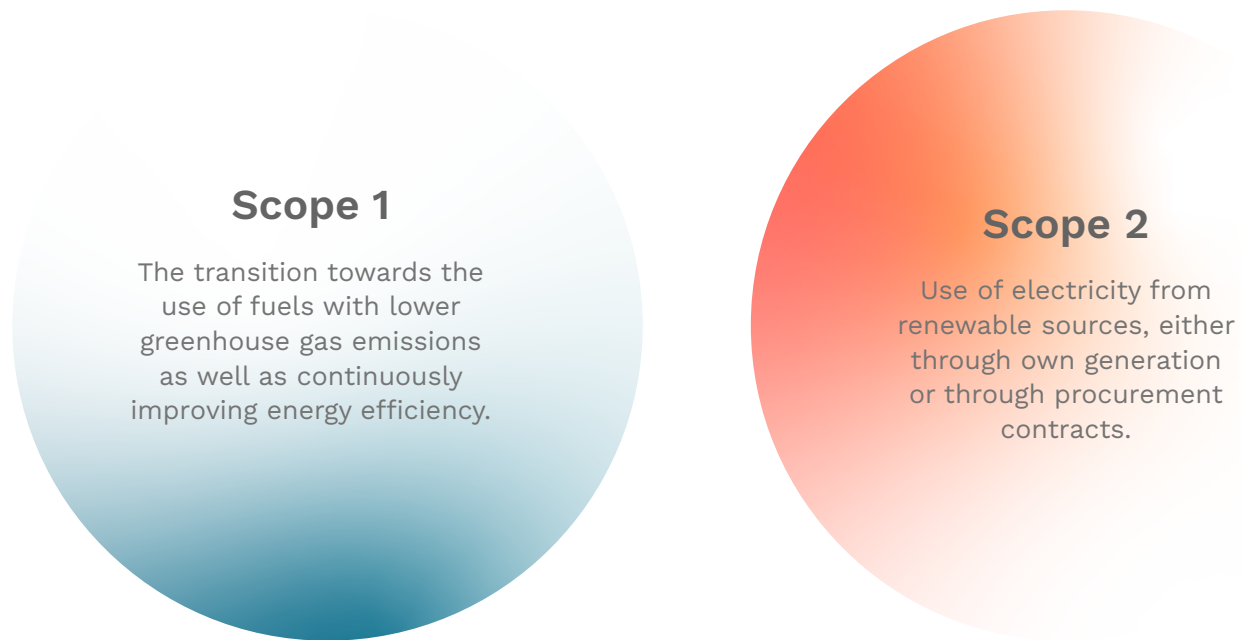 Scope 1
The transition towards the
use of fuels with lower
greenhouse gas emissions
as well as continuously
improving energy efficiency.
Scope 2
Use of electricity from
renewable sources, either
through own generation
or through procurement
contracts.